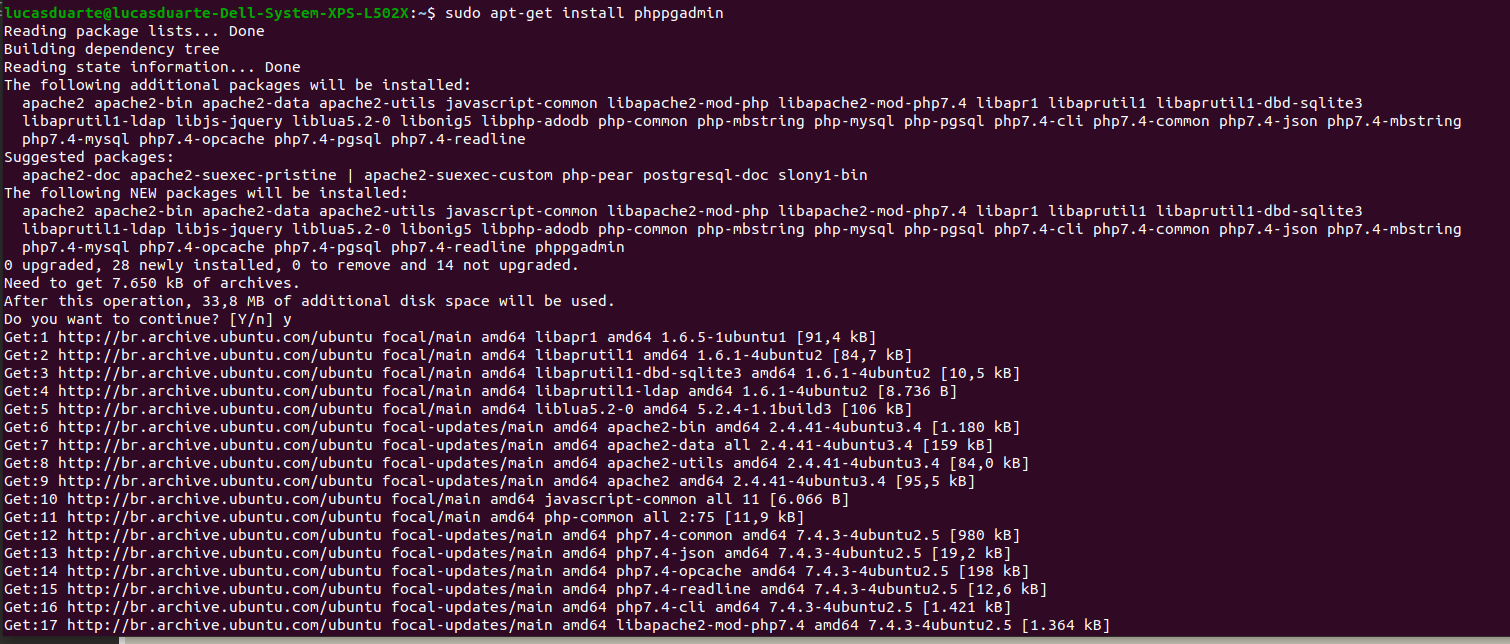 lucasduarte@lucasduarte-Dell-System-XPS-L502X:~$ sudo apt-get install phppgadmin
Reading package lists... Done
Building dependency tree
Reading state information... Done
The following additional packages will be installed:
  apache2 apache2-bin apache2-data apache2-utils javascript-common libapache2-mod-php libapache2-mod-php7.4 libapr1 libaprutil1 libaprutil1-dbd-sqlite3
  libaprutil1-ldap libjs-jquery liblua5.2-0 libonig5 libphp-adodb php-common php-mbstring php-mysql php-pgsql php7.4-cli php7.4-common php7.4-json php7.4-mbstring
  php7.4-mysql php7.4-opcache php7.4-pgsql php7.4-readline
Suggested packages:
  apache2-doc apache2-suexec-pristine | apache2-suexec-custom php-pear postgresql-doc slony1-bin
The following NEW packages will be installed:
  apache2 apache2-bin apache2-data apache2-utils javascript-common libapache2-mod-php libapache2-mod-php7.4 libapr1 libaprutil1 libaprutil1-dbd-sqlite3
  libaprutil1-ldap libjs-jquery liblua5.2-0 libonig5 libphp-adodb php-common php-mbstring php-mysql php-pgsql php7.4-cli php7.4-common php7.4-json php7.4-mbstring
  php7.4-mysql php7.4-opcache php7.4-pgsql php7.4-readline phppgadmin
0 upgraded, 28 newly installed, 0 to remove and 14 not upgraded.
Need to get 7.650 kB of archives.
After this operation, 33,8 MB of additional disk space will be used.
Do you want to continue? [Y/n] y
Get:1 http://br.archive.ubuntu.com/ubuntu focal/main amd64 libapr1 amd64 1.6.5-1ubuntu1 [91,4 kB]
Get:2 http://br.archive.ubuntu.com/ubuntu focal/main amd64 libaprutil1 amd64 1.6.1-4ubuntu2 [84,7 kB]
Get:3 http://br.archive.ubuntu.com/ubuntu focal/main amd64 libaprutil1-dbd-sqlite3 amd64 1.6.1-4ubuntu2 [10,5 kB]
Get:4 http://br.archive.ubuntu.com/ubuntu focal/main amd64 libaprutil1-ldap amd64 1.6.1-4ubuntu2 [8.736 B]
Get:5 http://br.archive.ubuntu.com/ubuntu focal/main amd64 liblua5.2-0 amd64 5.2.4-1.1build3 [106 kB]
Get:6 http://br.archive.ubuntu.com/ubuntu focal-updates/main amd64 apache2-bin amd64 2.4.41-4ubuntu3.4 [1.180 kB]
Get:7 http://br.archive.ubuntu.com/ubuntu focal-updates/main amd64 apache2-data all 2.4.41-4ubuntu3.4 [159 kB]
Get:8 http://br.archive.ubuntu.com/ubuntu focal-updates/main amd64 apache2-utils amd64 2.4.41-4ubuntu3.4 [84,0 kB]
Get:9 http://br.archive.ubuntu.com/ubuntu focal-updates/main amd64 apache2 amd64 2.4.41-4ubuntu3.4 [95,5 kB]
Get:10 http://br.archive.ubuntu.com/ubuntu focal/main amd64 javascript-common all 11 [6.066 B]
Get:11 http://br.archive.ubuntu.com/ubuntu focal/main amd64 php-common all 2:75 [11,9 kB]
Get:12 http://br.archive.ubuntu.com/ubuntu focal-updates/main amd64 php7.4-common amd64 7.4.3-4ubuntu2.5 [980 kB]
Get:13 http://br.archive.ubuntu.com/ubuntu focal-updates/main amd64 php7.4-json amd64 7.4.3-4ubuntu2.5 [19,2 kB]
Get:14 http://br.archive.ubuntu.com/ubuntu focal-updates/main amd64 php7.4-opcache amd64 7.4.3-4ubuntu2.5 [198 kB]
Get:15 http://br.archive.ubuntu.com/ubuntu focal-updates/main amd64 php7.4-readline amd64 7.4.3-4ubuntu2.5 [12,6 kB]
Get:16 http://br.archive.ubuntu.com/ubuntu focal-updates/main amd64 php7.4-cli amd64 7.4.3-4ubuntu2.5 [1.421 kB]
Get:17 http://br.archive.ubuntu.com/ubuntu focal-updates/main amd64 libapache2-mod-php7.4 amd64 7.4.3-4ubuntu2.5 [1.364 kB]